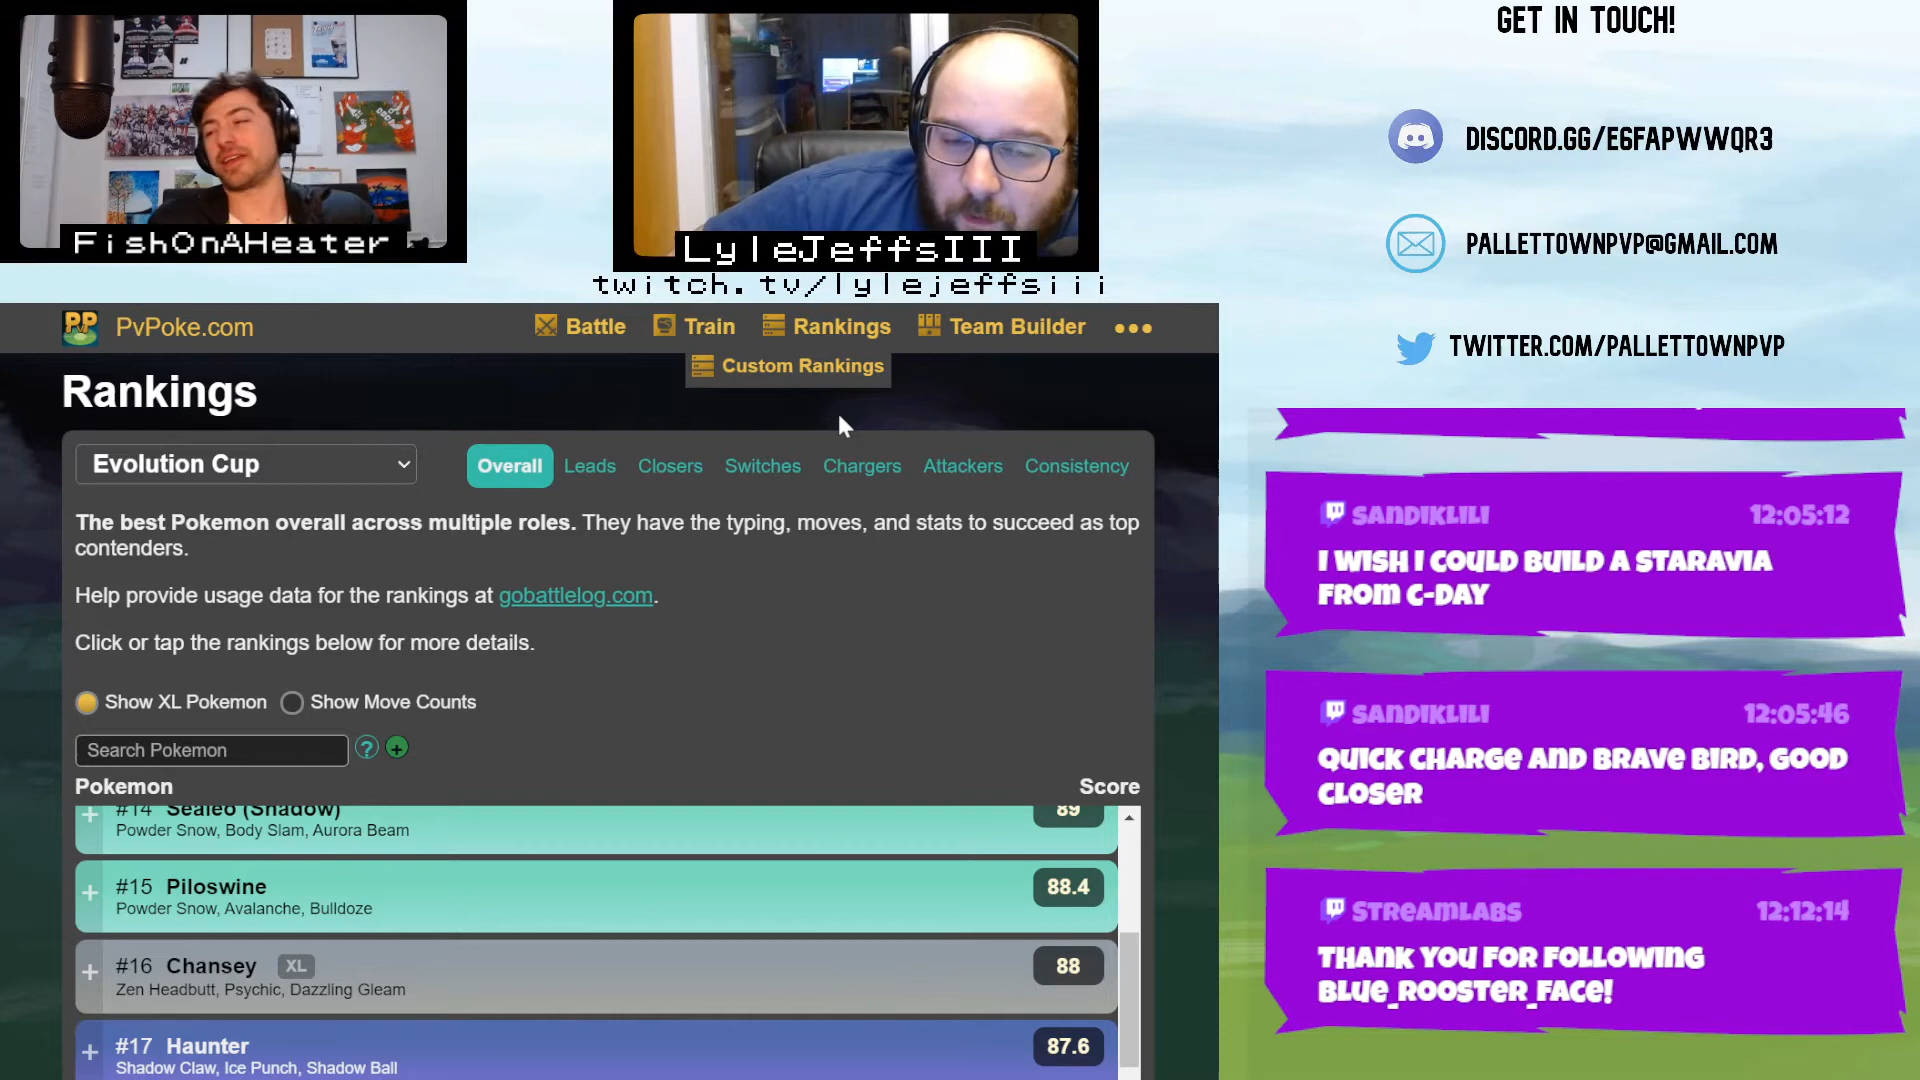 FishOnAHeater
LyleJeffsIII
twitch.tv/lylejeffsiii
GET IN TOUCH!
DISCORD.GG/E6FAPWWQR3
PALLETTOWNPVP@GMAIL.COM
TWITTER.COM/PALLETTOWNPVP
PP PvPoke.com Battle Train Rankings Team Builder
Custom Rankings
Rankings
Evolution Cup Overall Leads Closers Switches Chargers Attackers Consistency
The best Pokemon overall across multiple roles. They have the typing, moves, and stats to succeed as top
contenders.
Help provide usage data for the rankings at gobattlelog.com.
Click or tap the rankings below for more details.
Show XL Pokemon Show Move Counts
Search Pokemon ? +
Pokemon Score
+ #14 Sealeo (Shadow) 89
Powder Snow, Body Slam, Aurora Beam
+ #15 Piloswine 88.4
Powder Snow, Avalanche, Bulldoze
+ #16 Chansey XL 88
Zen Headbutt, Psychic, Dazzling Gleam
+ #17 Haunter 87.6
Shadow Claw, Ice Punch, Shadow Ball
SANDIKLILI 12:05:12
I WISH I COULD BUILD A STARAVIA
FROM C-DAY
SANDIKLILI 12:05:46
QUICK CHARGE AND BRAVE BIRD, GOOD
CLOSER
STREAMLABS 12:12:14
THANK YOU FOR FOLLOWING
BLUE_ROOSTER_FACE!